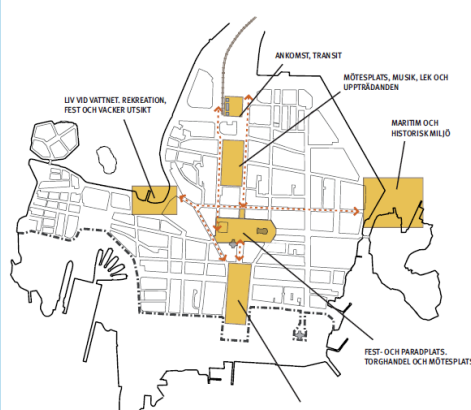 ANKOMST, TRANSIT
MÖTESPLATS, MUSIK, LEK OCH
UPPTRÄDANDEN
LIV VID VATTNET. REKREATION,
FEST OCH VACKER UTSIKT
MARITIM OCH
HISTORISK MILJÖ
FEST- OCH PARADPLATS.
TORGHANDEL OCH MÖTESPLATS